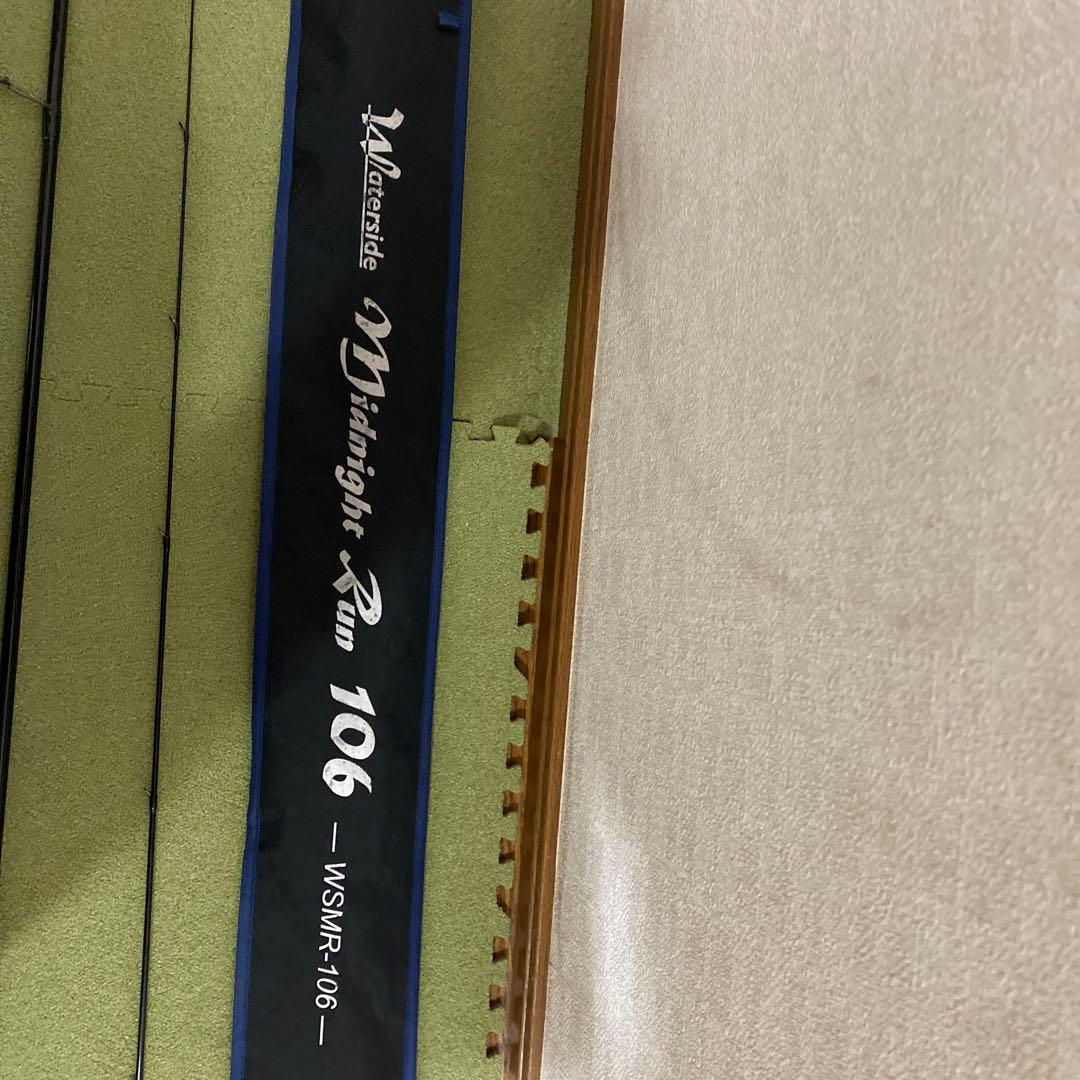 Waterside Midnight Run 106 — WSMR-106 —